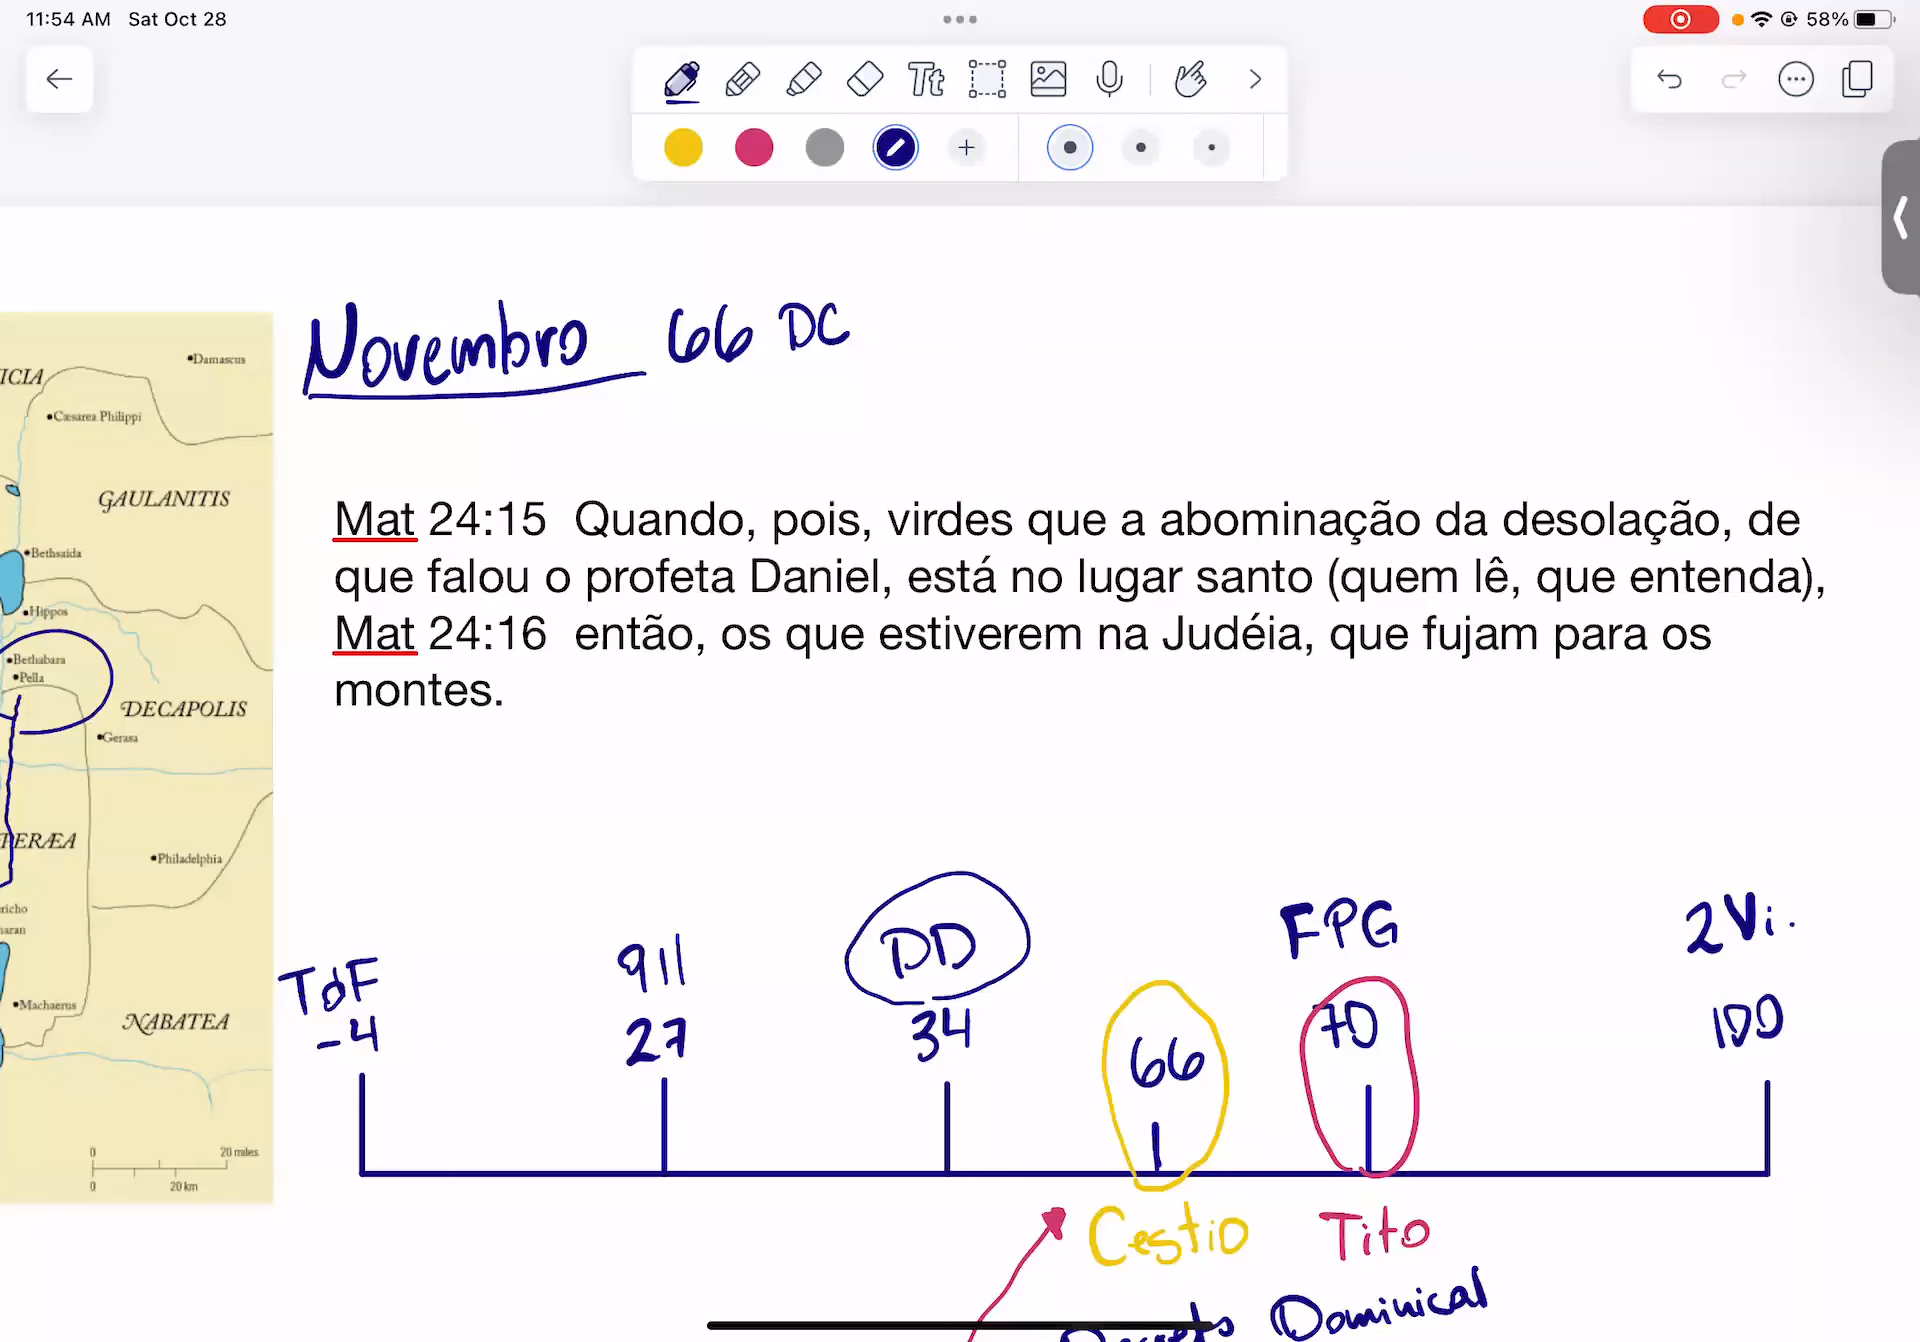 11:54 AM Sat Oct 28
58%
Tt
Novembro 66 DC
Mat 24:15 Quando, pois, virdes que a abominação da desolação, de
que falou o profeta Daniel, está no lugar santo (quem lê, que entenda),
Mat 24:16 então, os que estiverem na Judéia, que fujam para os
montes.
Damascus
ICIA
Cæsarea Philippi
GAULANITIS
Bethsaida
Hippos
Bethabara
Pella
DECAPOLIS
Gerasa
PERÆA
Philadelphia
richo
haran
Machaerus
NABATEA
0 20 miles
0 20 km
TdF 911 DD FPG 2Vi.
-4 27 34 66 70 100
Cestio Tito
Dominical